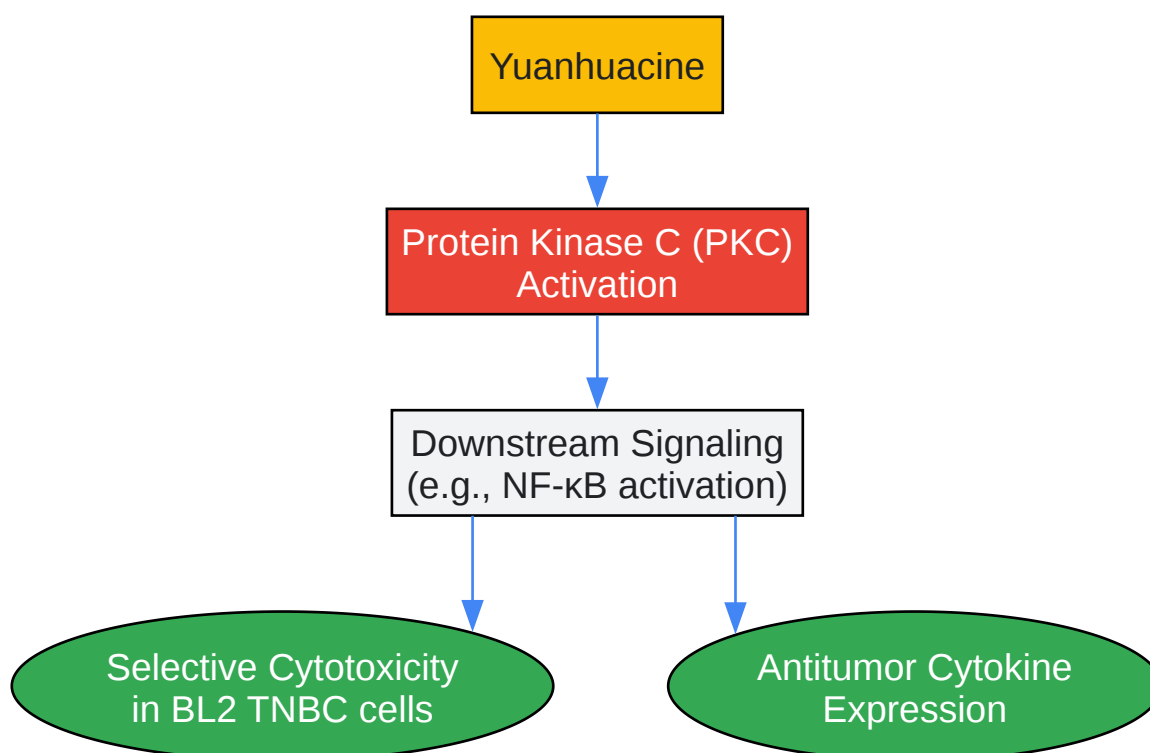 Yuanhuacine
Protein Kinase C (PKC)
Activation
Downstream Signaling
(e.g., NF-κB activation)
Selective Cytotoxicity
in BL2 TNBC cells
Antitumor Cytokine
Expression